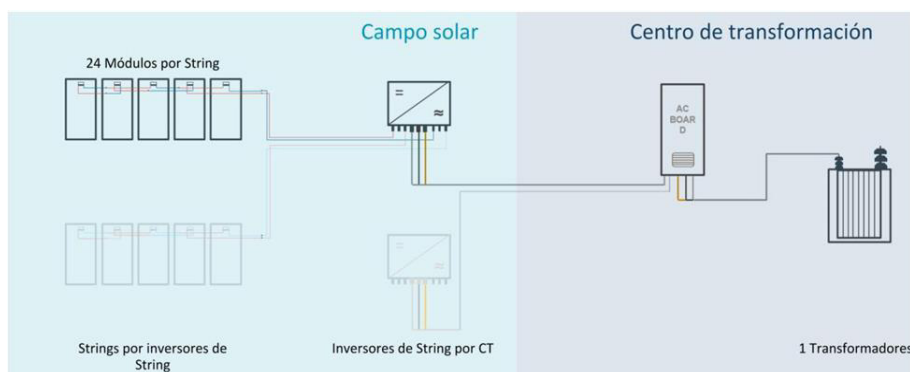 Campo solar
Centro de transformación
24 Módulos por String
AC
BOAR
D
Strings por inversores de
String
Inversores de String por CT
1 Transformadores